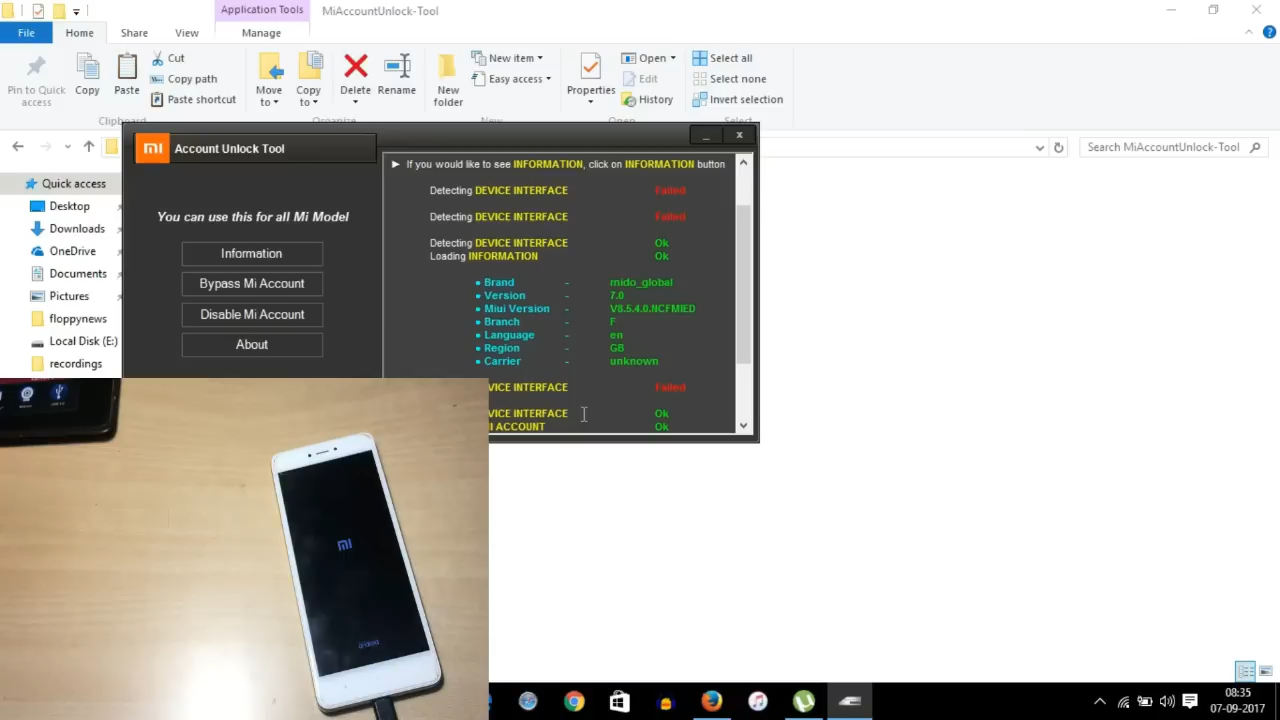 Application Tools
MiAccountUnlock-Tool
File
Home
Share
View
Manage
Pin to Quick access
Copy
Paste
Cut
Copy path
Paste shortcut
Move to
Copy to
Delete
Rename
New folder
New item
Easy access
Properties
Open
Edit
History
Select all
Select none
Invert selection
Clipb
Organize
New
Open
Select
Search MiAccountUnlock-Tool
Quick access
Desktop
Downloads
OneDrive
Documents
Pictures
floppynews
Local Disk (E:)
recordings
MI
Account Unlock Tool
_ x
You can use this for all Mi Model
Information
Bypass Mi Account
Disable Mi Account
About
► If you would like to see INFORMATION, click on INFORMATION button
Detecting DEVICE INTERFACE Failed
Detecting DEVICE INTERFACE Failed
Detecting DEVICE INTERFACE Ok
Loading INFORMATION Ok
• Brand - mido_global
• Version - 7.0
• Miui Version - V8.5.4.0.NCFMIED
• Branch - F
• Language - en
• Region - GB
• Carrier - unknown
VICE INTERFACE Failed
VICE INTERFACE Ok
I ACCOUNT Ok
MI
android
08:35
07-09-2017